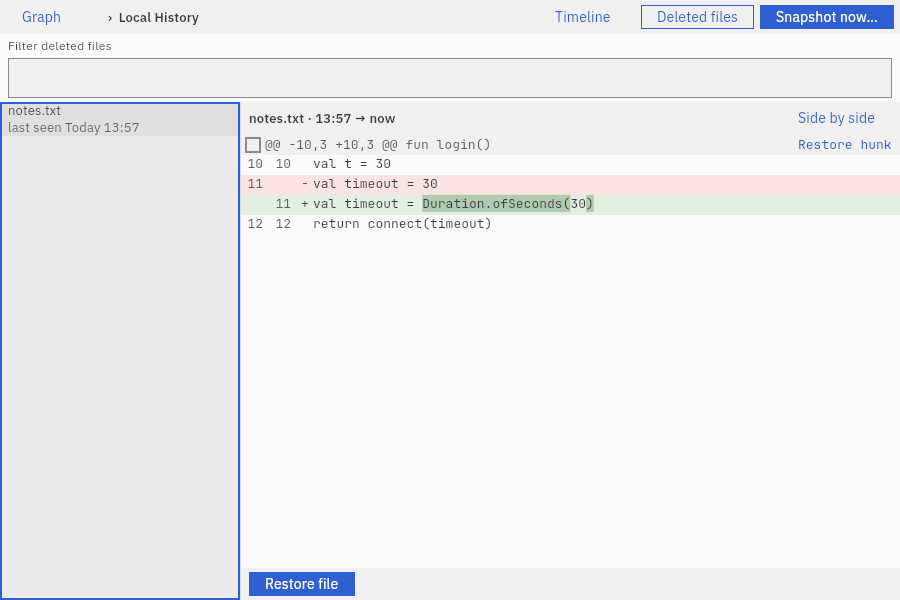 Graph › Local History Timeline Deleted files Snapshot now...
Filter deleted files
notes.txt
last seen Today 13:57
notes.txt · 13:57 → now Side by side
@@ -10,3 +10,3 @@ fun login() Restore hunk
10 10 val t = 30
11 - val timeout = 30
11 + val timeout = Duration.ofSeconds(30)
12 12 return connect(timeout)
Restore file